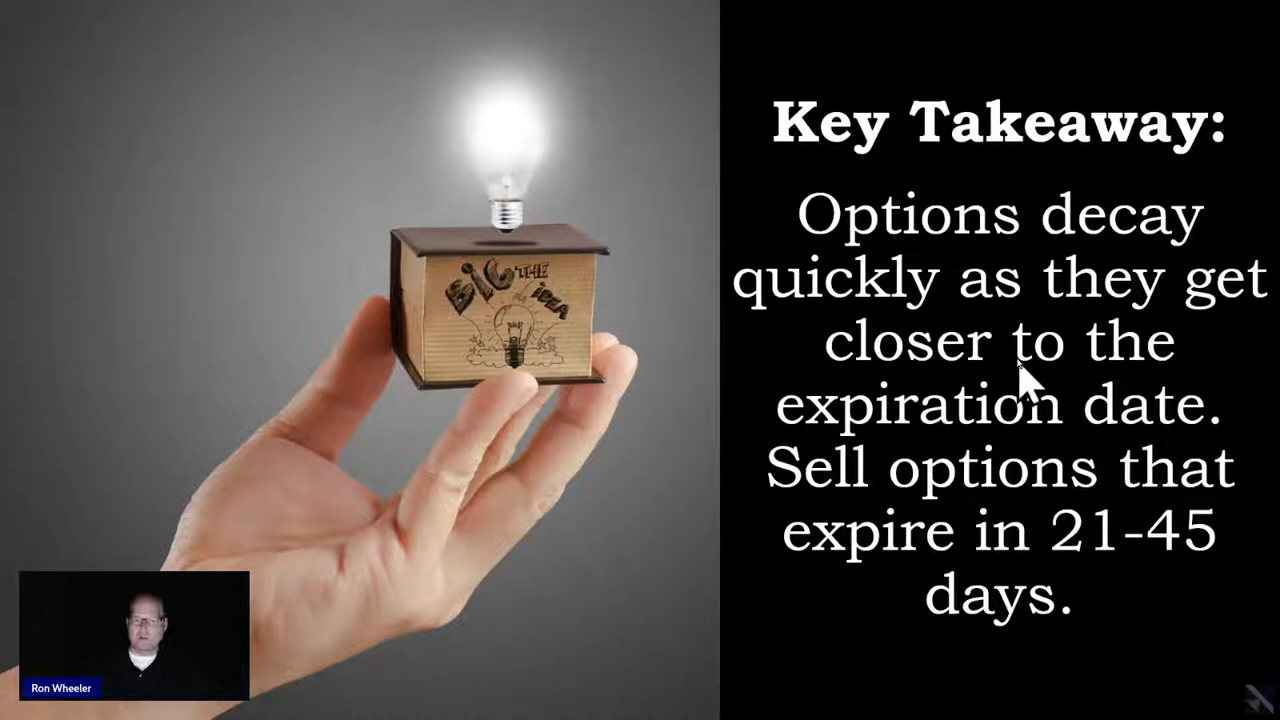 BIG THE
idea
Key Takeaway:
Options decay
quickly as they get
closer to the
expiration date.
Sell options that
expire in 21-45
days.
Ron Wheeler